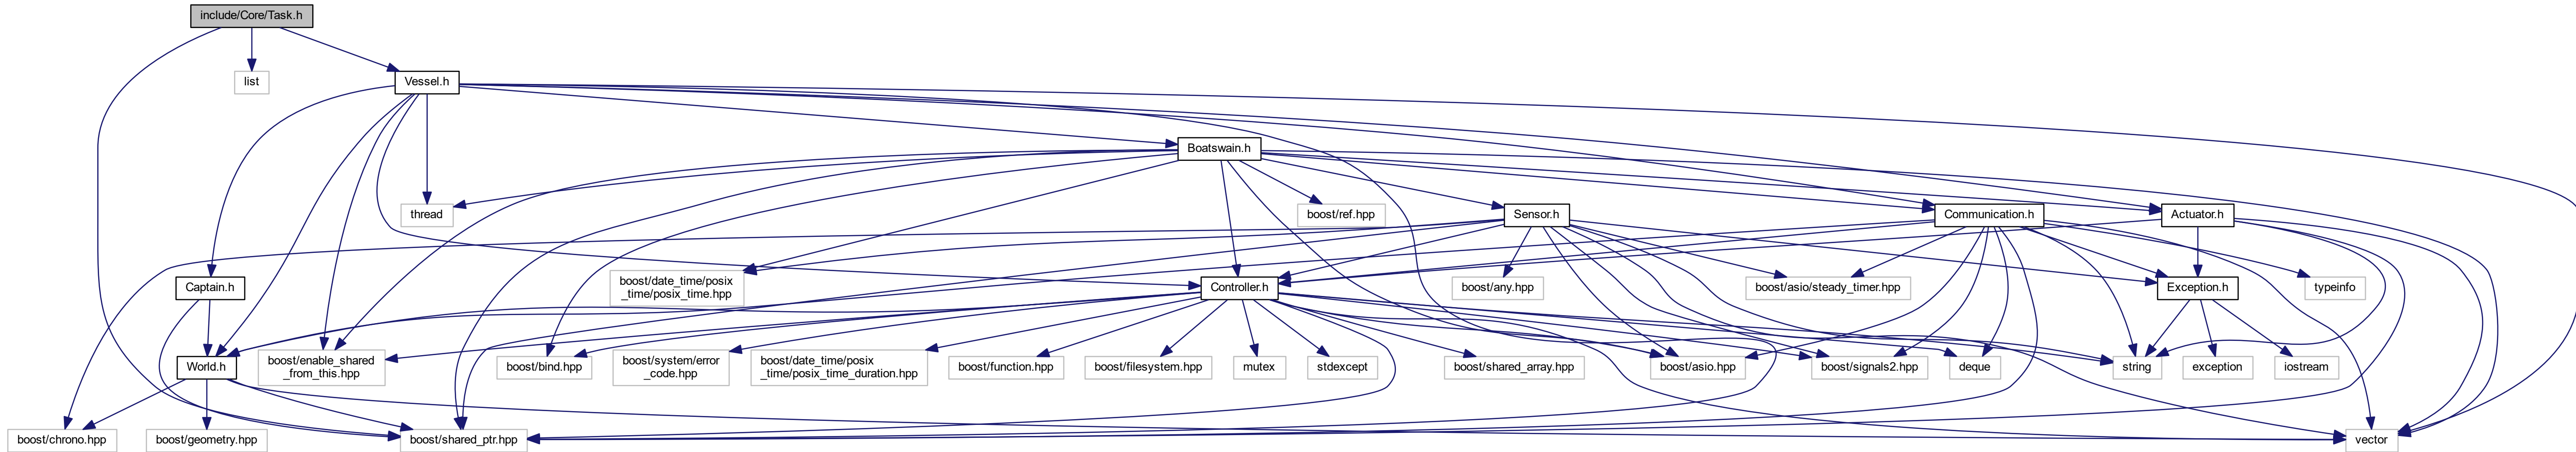 include/Core/Task.h
list
Vessel.h
Boatswain.h
thread
boost/ref.hpp
Sensor.h
Communication.h
Actuator.h
Captain.h
boost/date_time/posix
_time/posix_time.hpp
Controller.h
boost/any.hpp
boost/asio/steady_timer.hpp
Exception.h
typeinfo
World.h
boost/enable_shared
_from_this.hpp
boost/bind.hpp
boost/system/error
_code.hpp
boost/date_time/posix
_time/posix_time_duration.hpp
boost/function.hpp
boost/filesystem.hpp
mutex
stdexcept
boost/shared_array.hpp
boost/asio.hpp
boost/signals2.hpp
deque
string
exception
iostream
boost/chrono.hpp
boost/geometry.hpp
boost/shared_ptr.hpp
vector